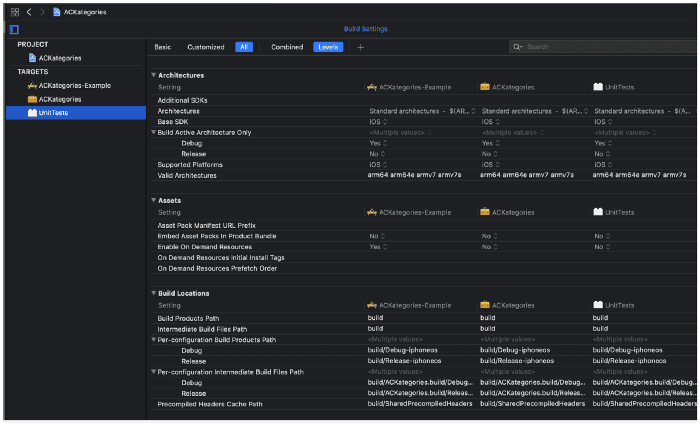 ACKategories
Build Settings
PROJECT
ACKategories
TARGETS
ACKategories-Example
ACKategories
UnitTests
Basic Customized All Combined Levels + Search
Architectures
Setting ACKategories-Example ACKategories UnitTests
Additional SDKs
Architectures Standard architectures - $(AR... Standard architectures - $(AR... Standard architectures - $(AR...
Base SDK iOS iOS iOS
Build Active Architecture Only <Multiple values> <Multiple values> <Multiple values>
Debug Yes Yes Yes
Release No No No
Supported Platforms iOS iOS iOS
Valid Architectures arm64 arm64e armv7 armv7s arm64 arm64e armv7 armv7s arm64 arm64e armv7 armv7s
Assets
Setting ACKategories-Example ACKategories UnitTests
Asset Pack Manifest URL Prefix
Embed Asset Packs In Product Bundle No No No
Enable On Demand Resources Yes No No
On Demand Resources Initial Install Tags
On Demand Resources Prefetch Order
Build Locations
Setting ACKategories-Example ACKategories UnitTests
Build Products Path build build build
Intermediate Build Files Path build build build
Per-configuration Build Products Path <Multiple values> <Multiple values> <Multiple values>
Debug build/Debug-iphoneos build/Debug-iphoneos build/Debug-iphoneos
Release build/Release-iphoneos build/Release-iphoneos build/Release-iphoneos
Per-configuration Intermediate Build Files Path <Multiple values> <Multiple values> <Multiple values>
Debug build/ACKategories.build/Debug... build/ACKategories.build/Debug... build/ACKategories.build/Debug...
Release build/ACKategories.build/Releas... build/ACKategories.build/Releas... build/ACKategories.build/Releas...
Precompiled Headers Cache Path build/SharedPrecompiledHeaders build/SharedPrecompiledHeaders build/SharedPrecompiledHeaders